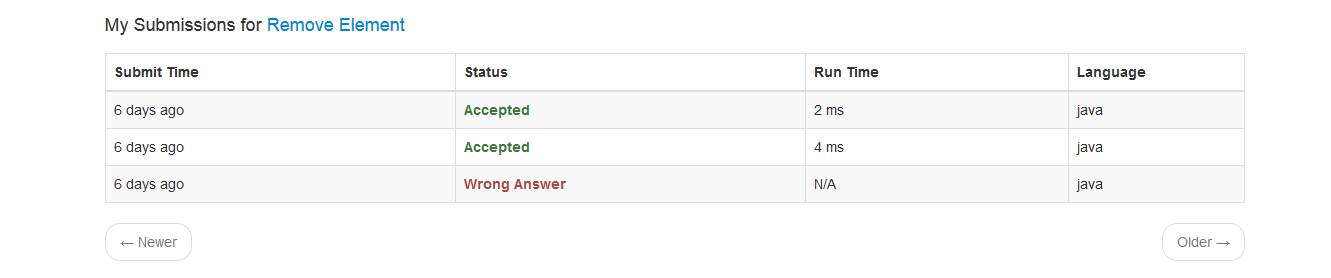 My Submissions for Remove Element
Submit Time Status Run Time Language
6 days ago Accepted 2 ms java
6 days ago Accepted 4 ms java
6 days ago Wrong Answer N/A java
← Newer Older →